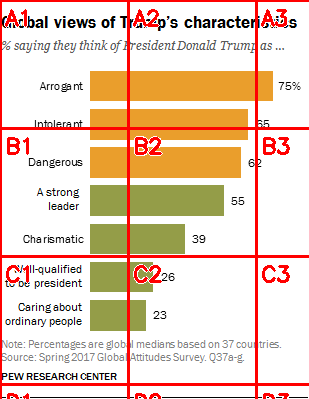 A1 A2 A3
Global views of Trump's characteristics
% saying they think of President Donald Trump as ...
Arrogant 75%
Intolerant 65
B1 B2 B3
Dangerous 62
A strong
leader 55
Charismatic 39
C1 C2 C3
Well-qualified
to be president 26
Caring about
ordinary people 23
Note: Percentages are global medians based on 37 countries.
Source: Spring 2017 Global Attitudes Survey. Q37a-g.
PEW RESEARCH CENTER